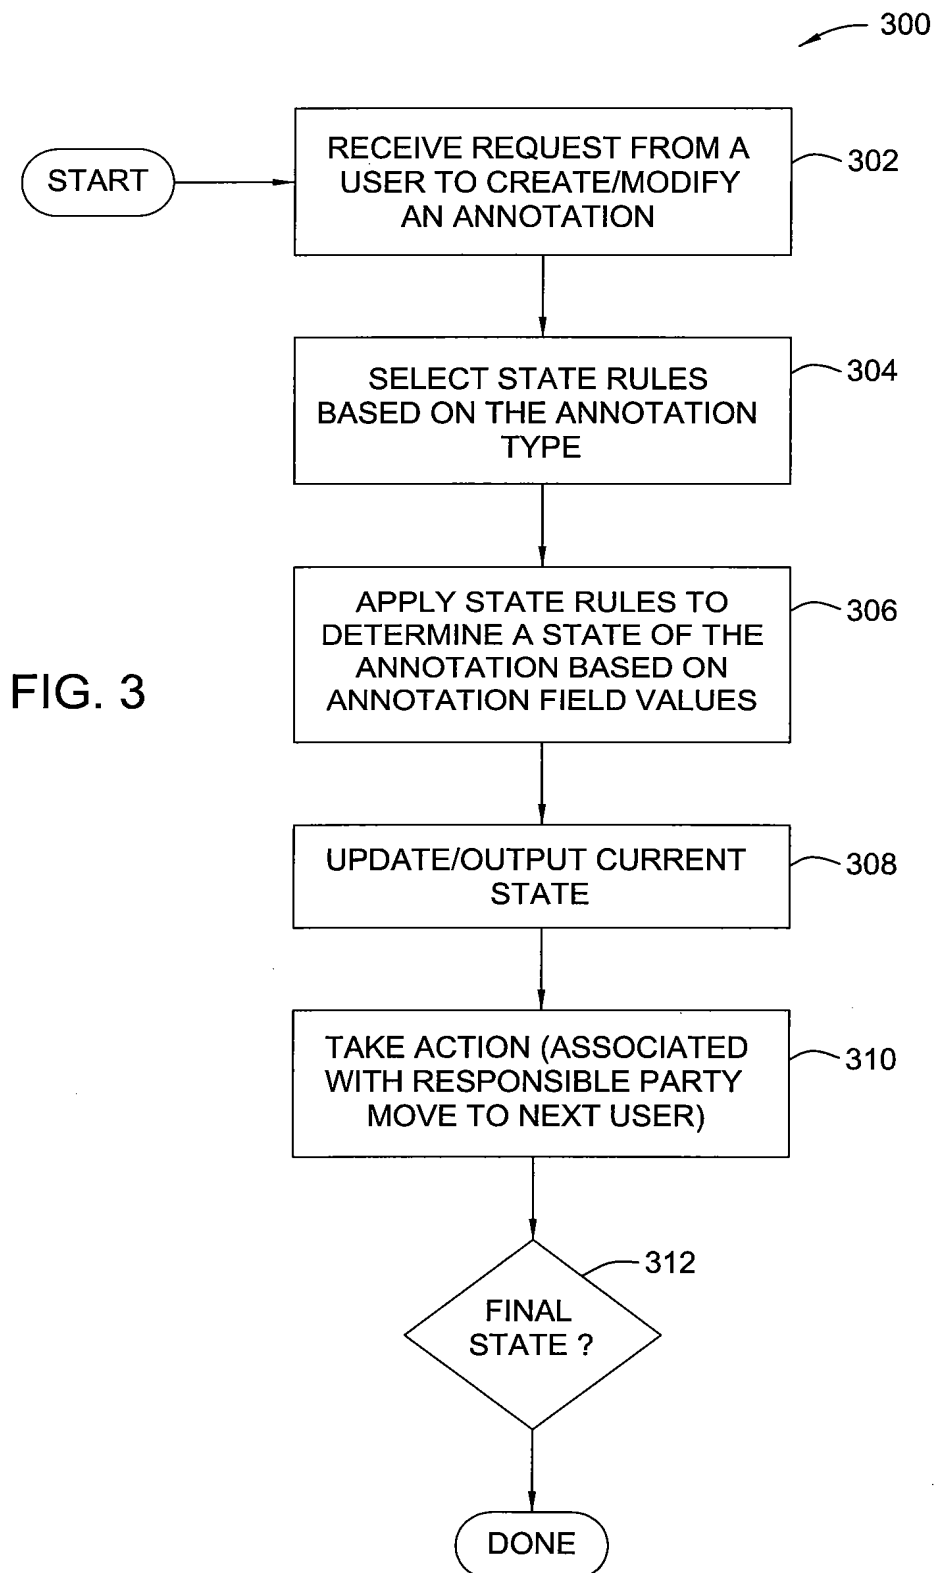 300
START
RECEIVE REQUEST FROM A
USER TO CREATE/MODIFY
AN ANNOTATION
302
SELECT STATE RULES
BASED ON THE ANNOTATION
TYPE
304
APPLY STATE RULES TO
DETERMINE A STATE OF THE
ANNOTATION BASED ON
ANNOTATION FIELD VALUES
306
FIG. 3
UPDATE/OUTPUT CURRENT
STATE
308
TAKE ACTION (ASSOCIATED
WITH RESPONSIBLE PARTY
MOVE TO NEXT USER)
310
312
FINAL
STATE ?
DONE